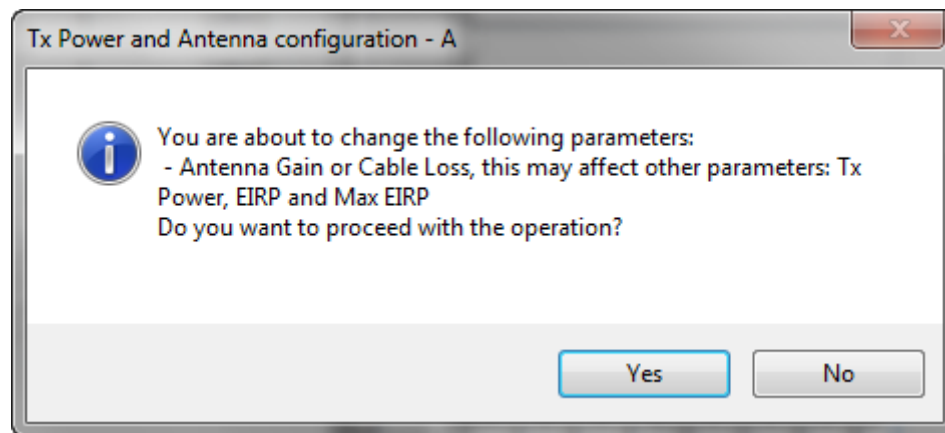 Tx Power and Antenna configuration - A
You are about to change the following parameters:
- Antenna Gain or Cable Loss, this may affect other parameters: Tx
Power, EIRP and Max EIRP
Do you want to proceed with the operation?
Yes
No